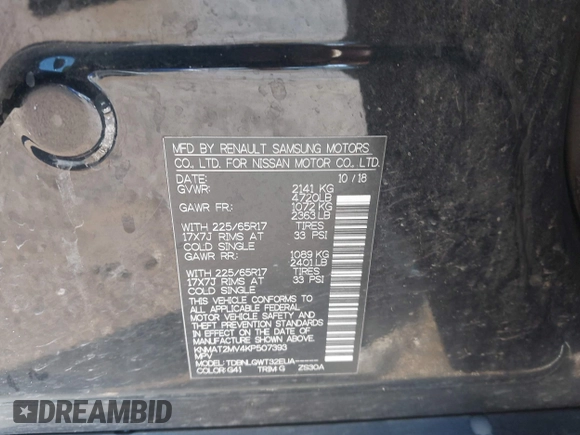 MFD BY RENAULT SAMSUNG MOTORS
CO., LTD. FOR NISSAN MOTOR CO., LTD.
DATE: 10 / 18
GVWR: 2141 KG
4720LB
GAWR FR: 1072 KG
2363LB
WITH 225/65R17 TIRES
17X7J RIMS AT 33 PSI
COLD SINGLE
GAWR RR: 1089 KG
2401LB
WITH 225/65R17 TIRES
17X7J RIMS AT 33 PSI
COLD SINGLE
THIS VEHICLE CONFORMS TO
ALL APPLICABLE FEDERAL
MOTOR VEHICLE SAFETY
AND THEFT PREVENTION
STANDARDS IN EFFECT ON
THE DATE OF MANUFACTURE
SHOWN ABOVE.
KNMAT2MV4KP507393
MPV
MODEL: TDBNLQWT32EUA------
COLOR: G41 TRIM: G ZS30A
DREAMBID